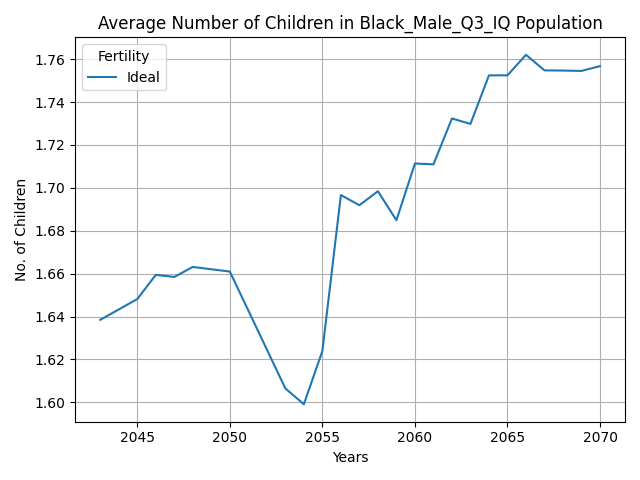 Average Number of Children in Black_Male_Q3_IQ Population
Fertility
Ideal
No. of Children
1.76
1.74
1.72
1.70
1.68
1.66
1.64
1.62
1.60
2045 2050 2055 2060 2065 2070
Years